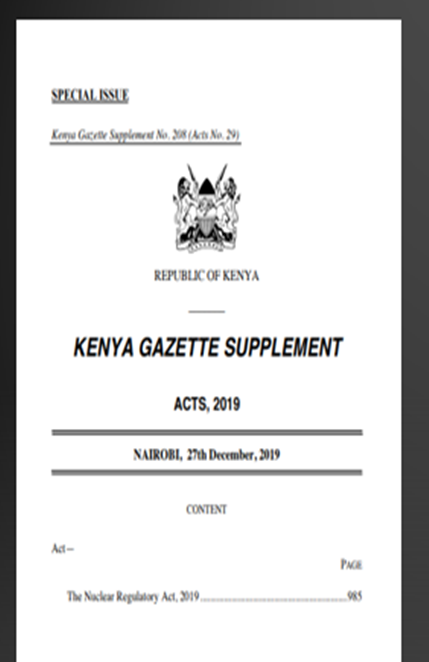 SPECIAL ISSUE
Kenya Gazette Supplement No. 208 (Acts No. 29)
REPUBLIC OF KENYA
KENYA GAZETTE SUPPLEMENT
ACTS, 2019
NAIROBI, 27th December, 2019
CONTENT
Act—
PAGE
The Nuclear Regulatory Act, 2019 ........................................................985